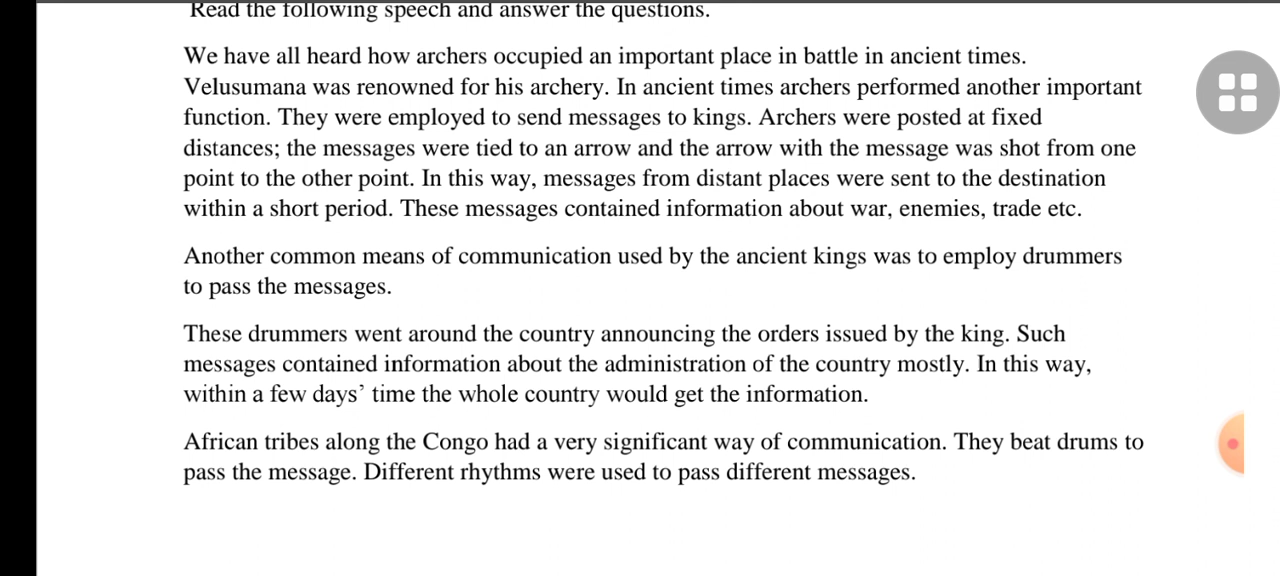 Read the following speech and answer the questions.
We have all heard how archers occupied an important place in battle in ancient times.
Velusumana was renowned for his archery. In ancient times archers performed another important
function. They were employed to send messages to kings. Archers were posted at fixed
distances; the messages were tied to an arrow and the arrow with the message was shot from one
point to the other point. In this way, messages from distant places were sent to the destination
within a short period. These messages contained information about war, enemies, trade etc.
Another common means of communication used by the ancient kings was to employ drummers
to pass the messages.
These drummers went around the country announcing the orders issued by the king. Such
messages contained information about the administration of the country mostly. In this way,
within a few days’ time the whole country would get the information.
African tribes along the Congo had a very significant way of communication. They beat drums to
pass the message. Different rhythms were used to pass different messages.